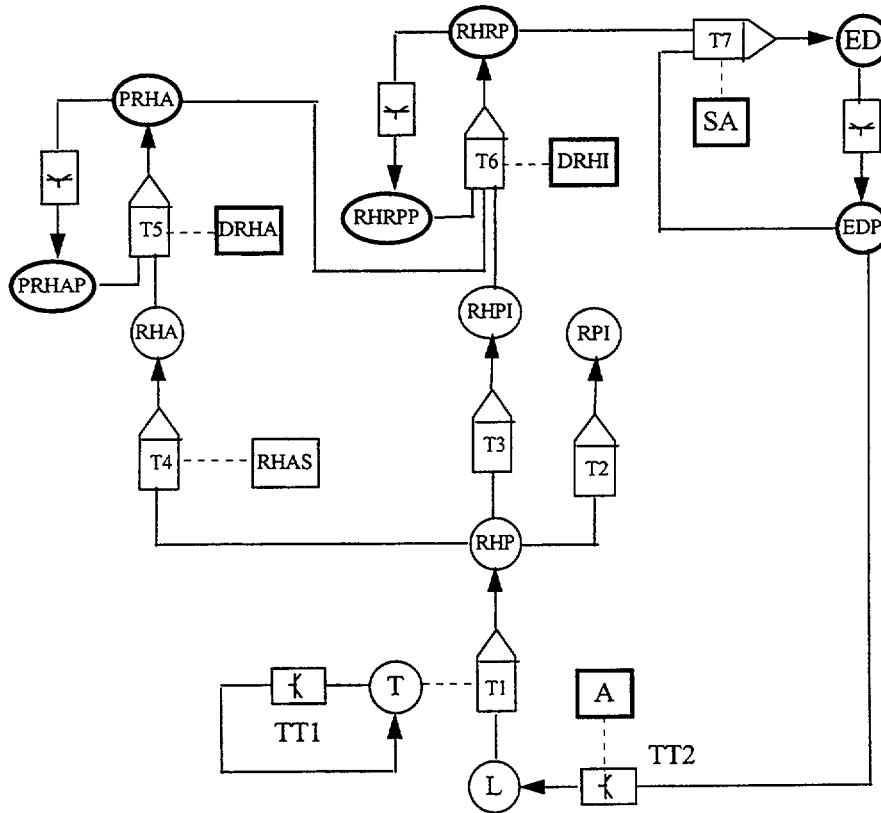 RHRP
T7
ED
PRHA
SA
T6
DRHI
RHRPP
T5
DRHA
EDP
PRHAP
RHA
RHPI
RPI
T4
RHAS
T3
T2
RHP
T
T1
A
TT1
TT2
L